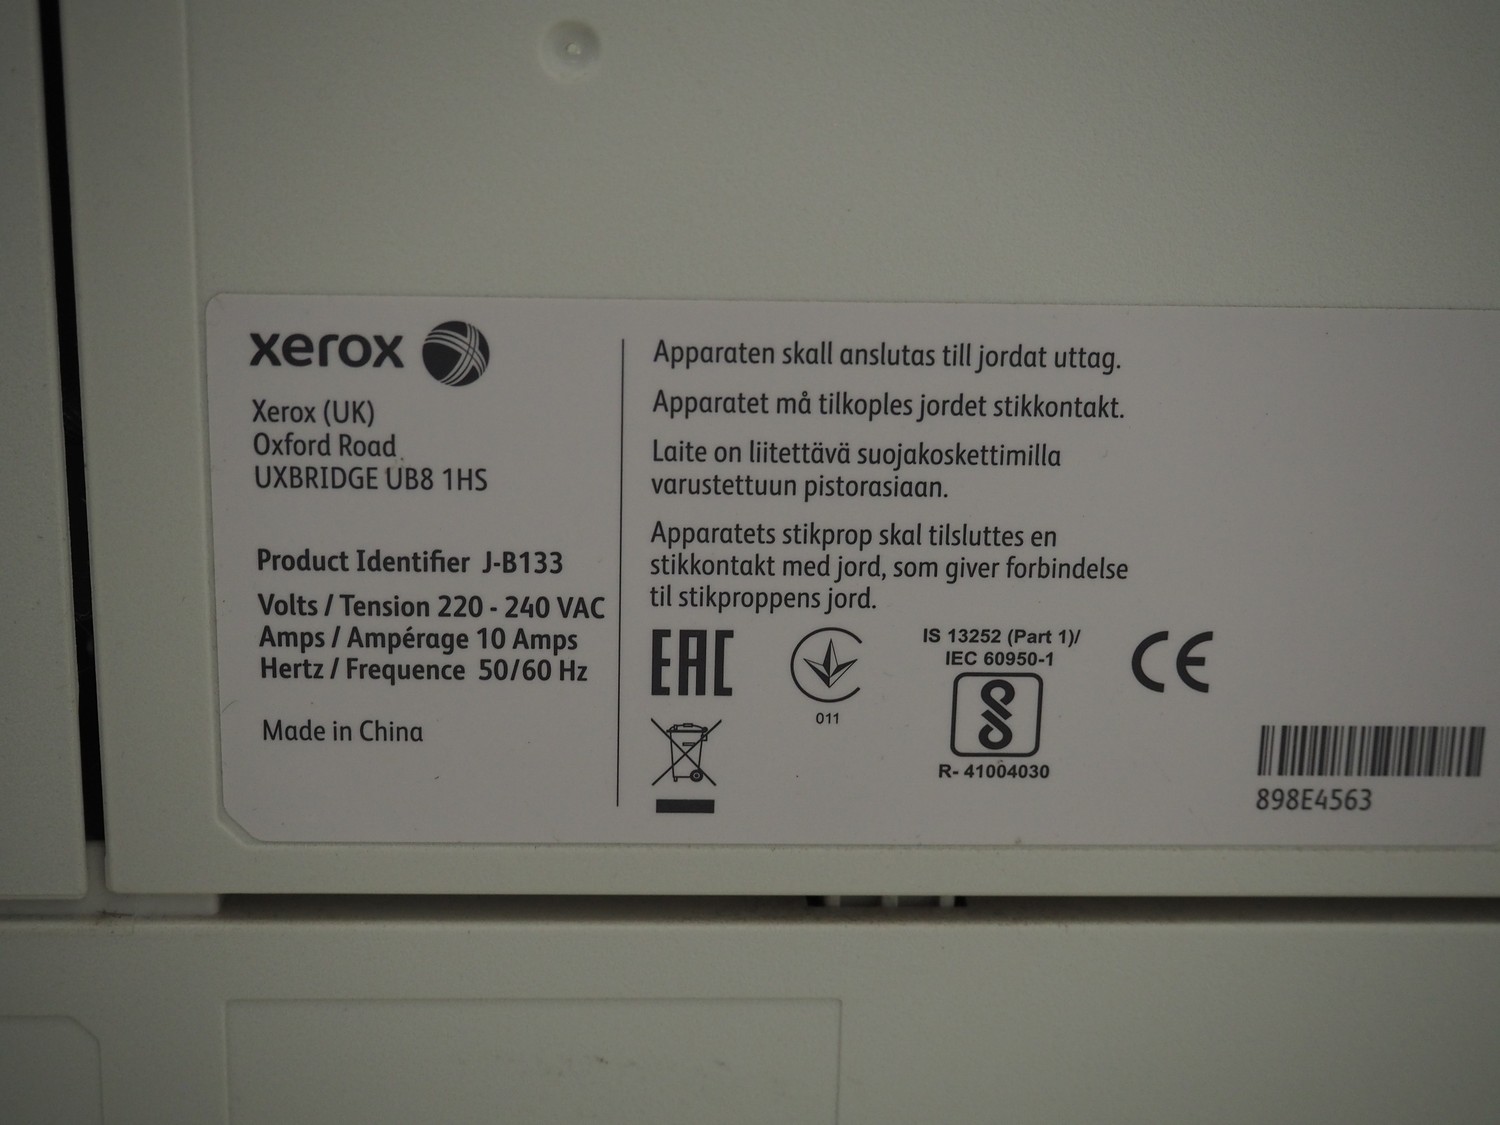 xerox
Xerox (UK)
Oxford Road
UXBRIDGE UB8 1HS
Product Identifier J-B133
Volts / Tension 220 - 240 VAC
Amps / Ampérage 10 Amps
Hertz / Frequence 50/60 Hz
Made in China
Apparaten skall anslutas till jordat uttag.
Apparatet må tilkoples jordet stikkontakt.
Laite on liitettävä suojakoskettimilla
varustettuun pistorasiaan.
Apparatets stikprop skal tilsluttes en
stikkontakt med jord, som giver forbindelse
til stikproppens jord.
EAC
011
IS 13252 (Part 1)/
IEC 60950-1
R- 41004030
CE
898E4563